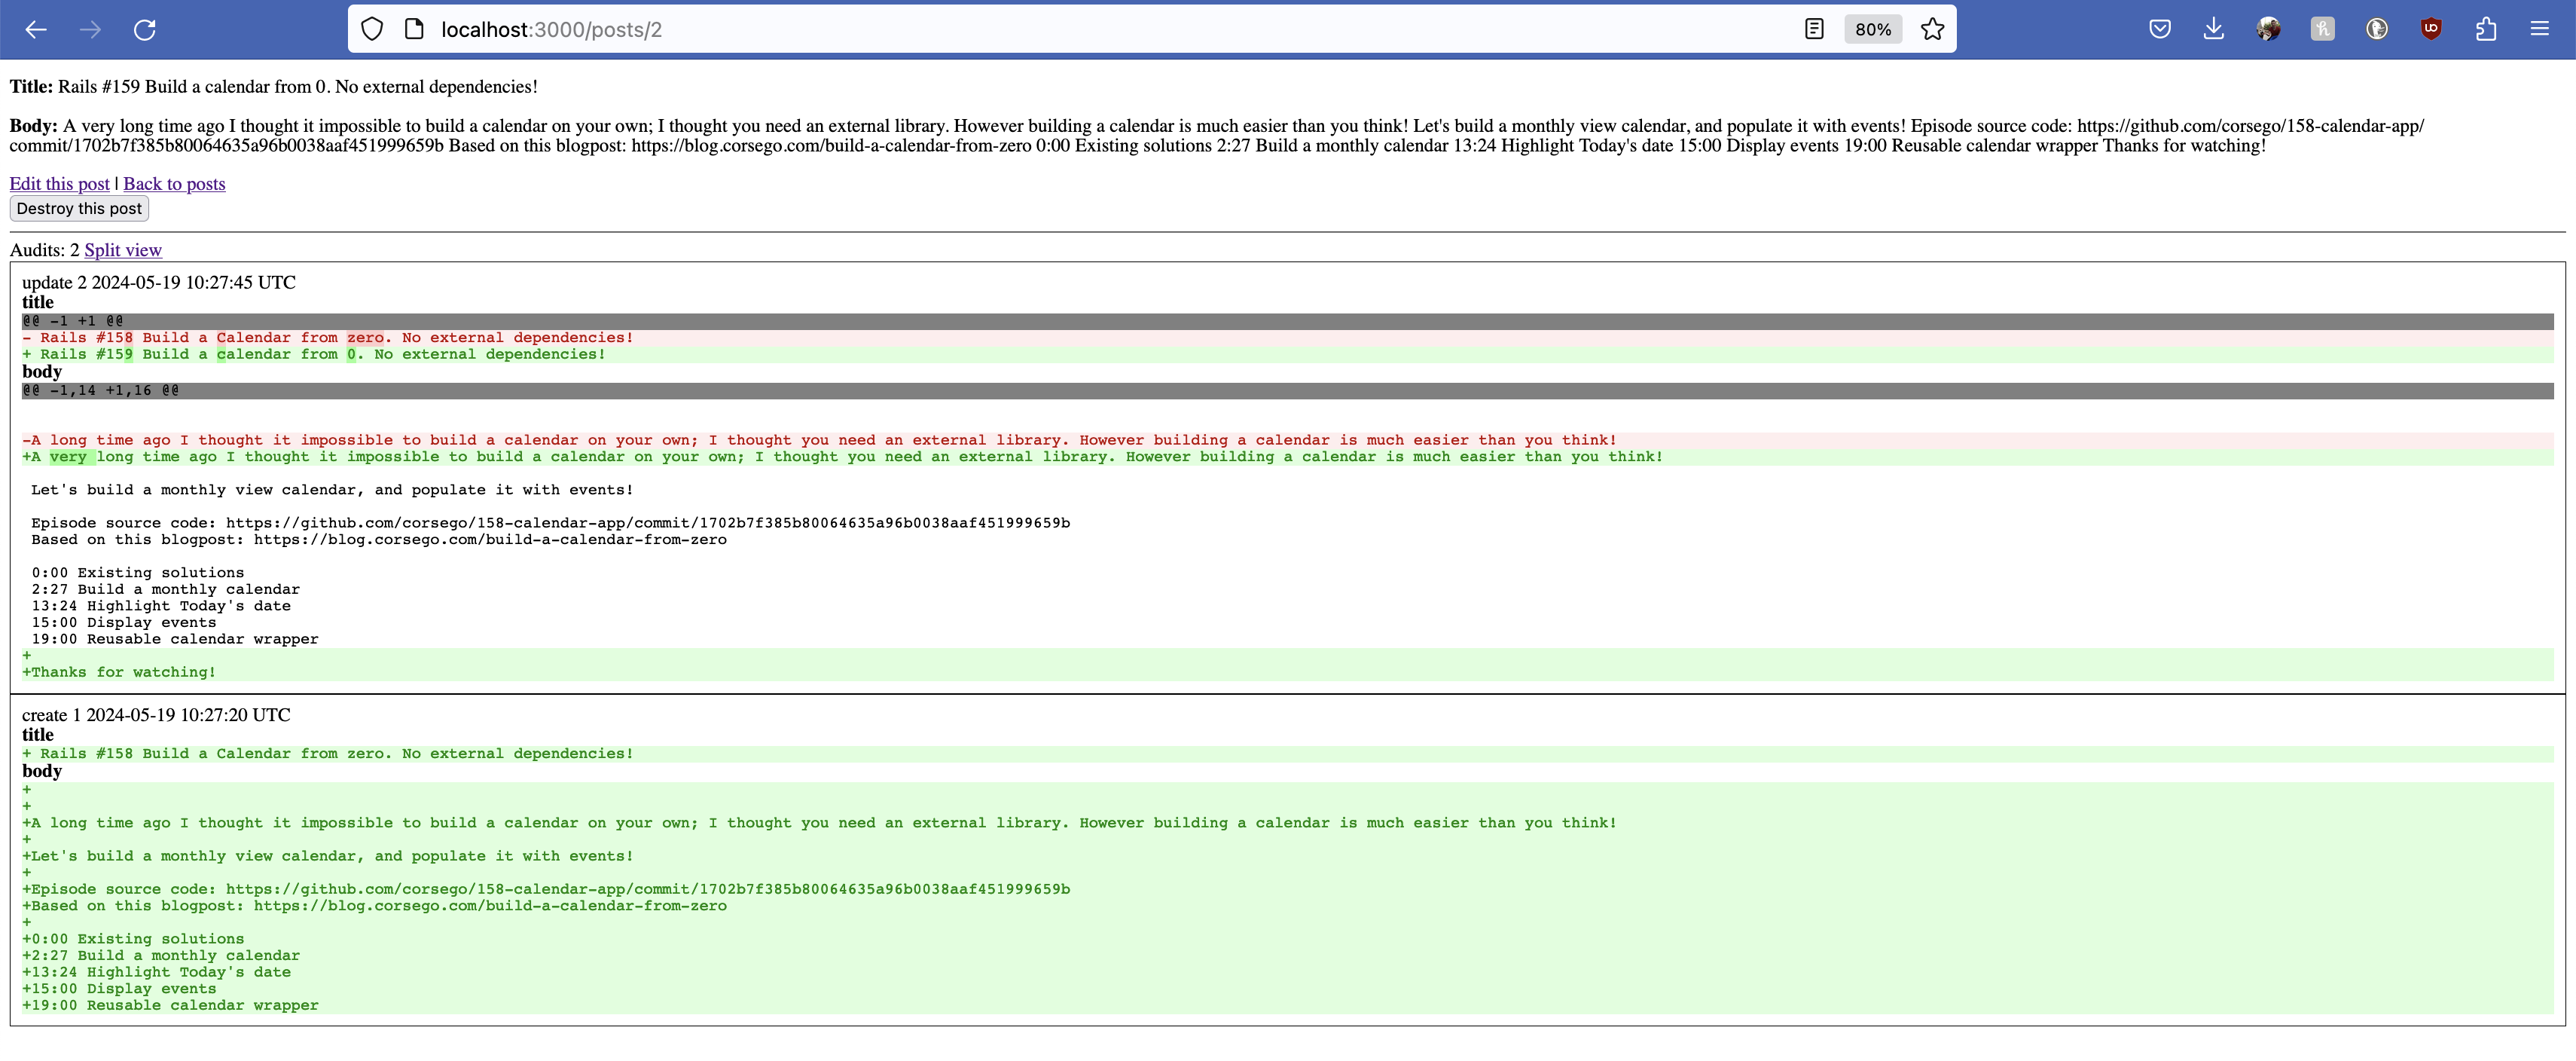 localhost:3000/posts/2
80%
Title: Rails #159 Build a calendar from 0. No external dependencies!
Body: A very long time ago I thought it impossible to build a calendar on your own; I thought you need an external library. However building a calendar is much easier than you think! Let's build a monthly view calendar, and populate it with events! Episode source code: https://github.com/corsego/158-calendar-app/
commit/1702b7f385b80064635a96b0038aaf451999659b Based on this blogpost: https://blog.corsego.com/build-a-calendar-from-zero 0:00 Existing solutions 2:27 Build a monthly calendar 13:24 Highlight Today's date 15:00 Display events 19:00 Reusable calendar wrapper Thanks for watching!
Edit this post | Back to posts
Destroy this post
Audits: 2 Split view
update 2 2024-05-19 10:27:45 UTC
title
@@ -1 +1 @@
- Rails #158 Build a Calendar from zero. No external dependencies!
+ Rails #159 Build a calendar from 0. No external dependencies!
body
@@ -1,14 +1,16 @@
-A long time ago I thought it impossible to build a calendar on your own; I thought you need an external library. However building a calendar is much easier than you think!
+A very long time ago I thought it impossible to build a calendar on your own; I thought you need an external library. However building a calendar is much easier than you think!
Let's build a monthly view calendar, and populate it with events!
Episode source code: https://github.com/corsego/158-calendar-app/commit/1702b7f385b80064635a96b0038aaf451999659b
Based on this blogpost: https://blog.corsego.com/build-a-calendar-from-zero
0:00 Existing solutions
2:27 Build a monthly calendar
13:24 Highlight Today's date
15:00 Display events
19:00 Reusable calendar wrapper
+
+Thanks for watching!
create 1 2024-05-19 10:27:20 UTC
title
+ Rails #158 Build a Calendar from zero. No external dependencies!
body
+
+
+A long time ago I thought it impossible to build a calendar on your own; I thought you need an external library. However building a calendar is much easier than you think!
+
+Let's build a monthly view calendar, and populate it with events!
+
+Episode source code: https://github.com/corsego/158-calendar-app/commit/1702b7f385b80064635a96b0038aaf451999659b
+Based on this blogpost: https://blog.corsego.com/build-a-calendar-from-zero
+
+0:00 Existing solutions
+2:27 Build a monthly calendar
+13:24 Highlight Today's date
+15:00 Display events
+19:00 Reusable calendar wrapper